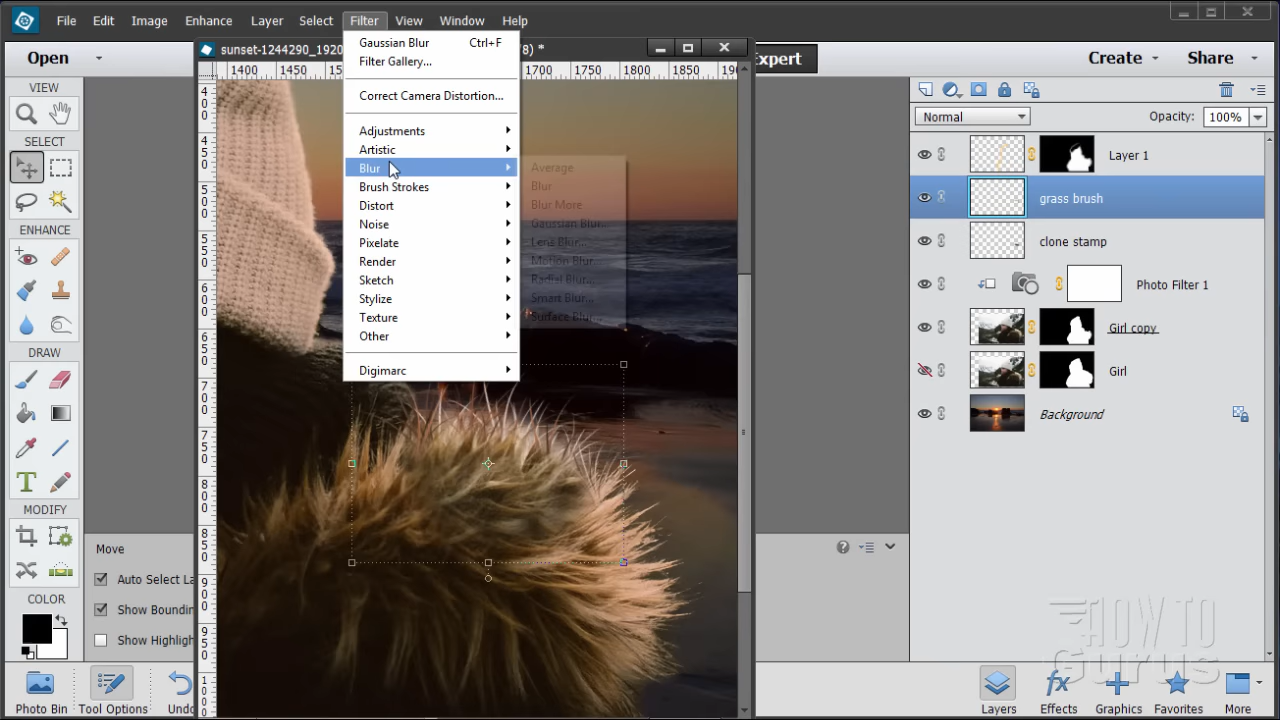 File Edit Image Enhance Layer Select Filter View Window Help
Open
sunset-1244290_1920
8) *
Expert
Create
Share
1400 1450 1700 1750 1800 1850
Gaussian Blur Ctrl+F
Filter Gallery...
Correct Camera Distortion...
Adjustments
Artistic
Blur
Brush Strokes
Distort
Noise
Pixelate
Render
Sketch
Stylize
Texture
Other
Digimarc
Average
Blur
Blur More
Gaussian Blur...
Lens Blur...
Motion Blur...
Radial Blur...
Smart Blur...
Surface Blur...
VIEW
SELECT
ENHANCE
DRAW
T
MODIFY
COLOR
Normal
Opacity: 100%
Layer 1
grass brush
clone stamp
Photo Filter 1
Girl copy
Girl
Background
Move
Auto Select La
Show Boundin
Show Highligh
HOW TO
Gurus
Photo Bin
Tool Options
Undo
Layers
fx
Effects
Graphics
Favorites
More